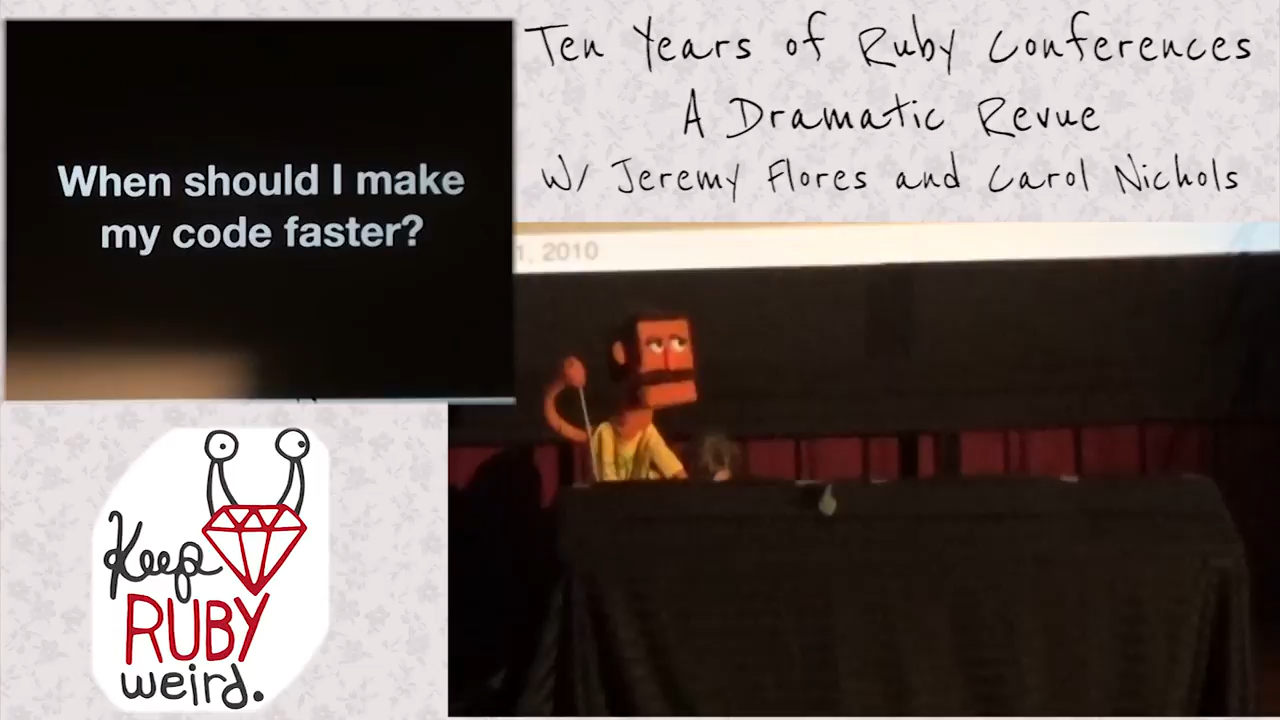 When should I make
my code faster?
Ten Years of Ruby Conferences
A Dramatic Revue
W/ Jeremy Flores and Carol Nichols
1, 2010
Keep
RUBY
weird.